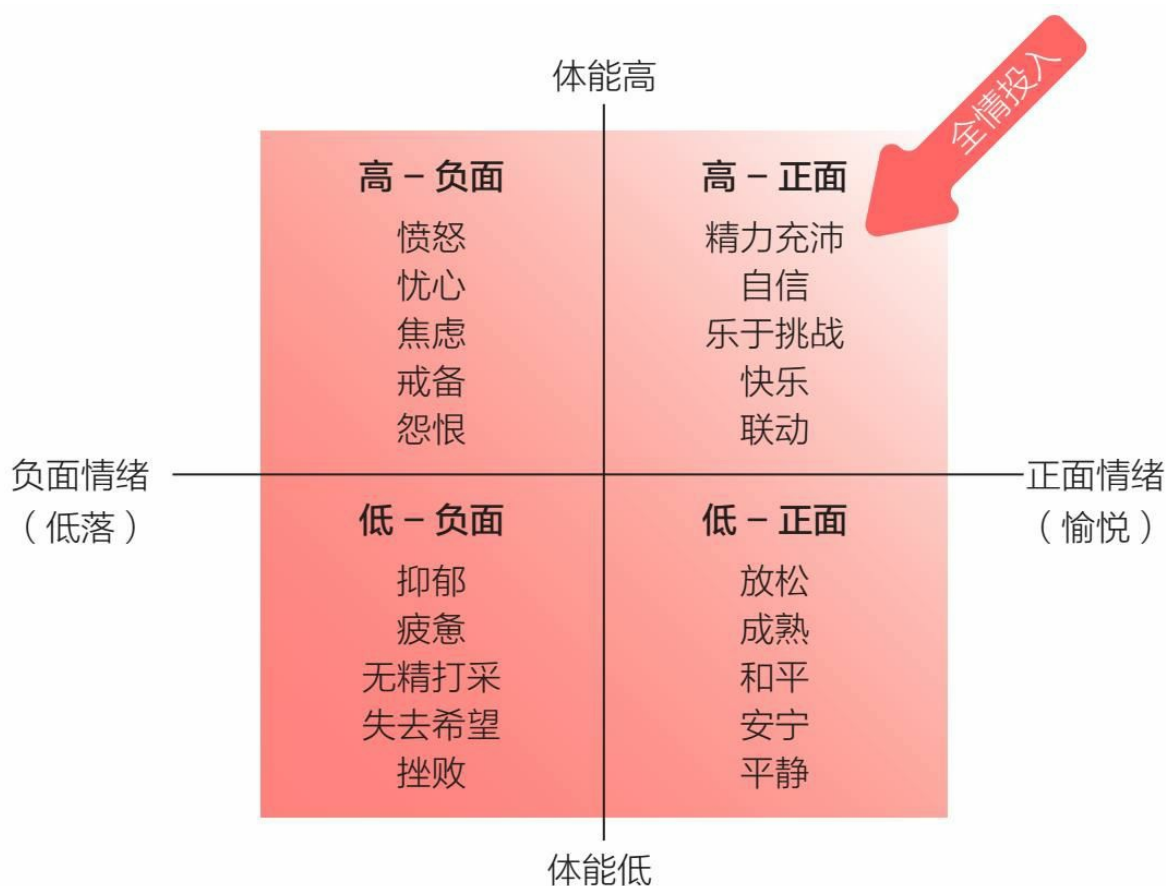 体能高
全情投入
高 – 负面
愤怒
忧心
焦虑
戒备
怨恨
高 – 正面
精力充沛
自信
乐于挑战
快乐
联动
负面情绪
（低落）
正面情绪
（愉悦）
低 – 负面
抑郁
疲惫
无精打采
失去希望
挫败
低 – 正面
放松
成熟
和平
安宁
平静
体能低